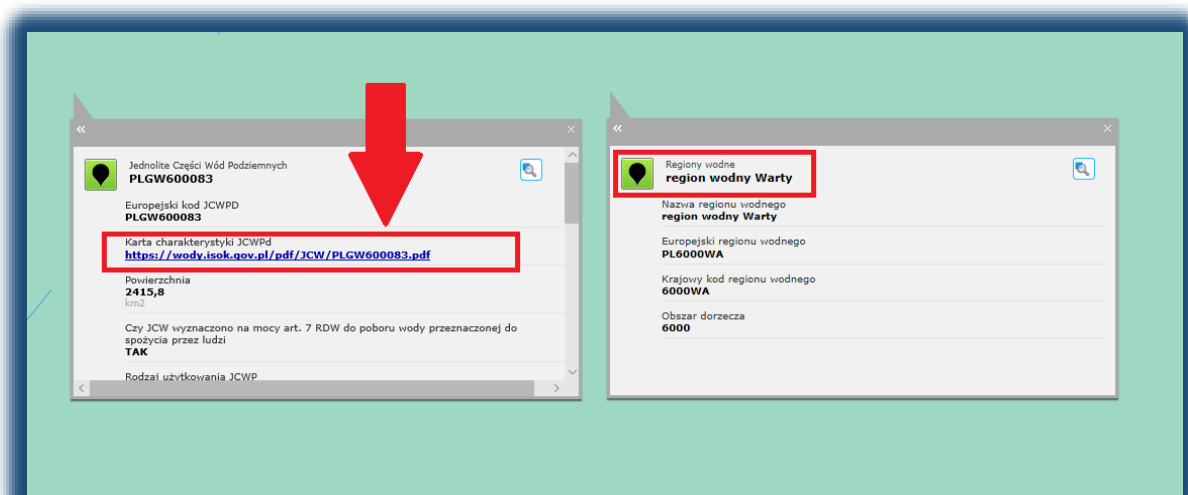 Jednolite Części Wód Podziemnych
PLGW600083
Europejski kod JCWPD
PLGW600083
Karta charakterystyki JCWPd
https://wody.isok.gov.pl/pdf/JCW/PLGW600083.pdf
Powierzchnia
2415,8
km2
Czy JCW wyznaczono na mocy art. 7 RDW do poboru wody przeznaczonej do
spożycia przez ludzi
TAK
Rodzaj użytkowania JCWP
Regiony wodne
region wodny Warty
Nazwa regionu wodnego
region wodny Warty
Europejski regionu wodnego
PL6000WA
Krajowy kod regionu wodnego
6000WA
Obszar dorzecza
6000